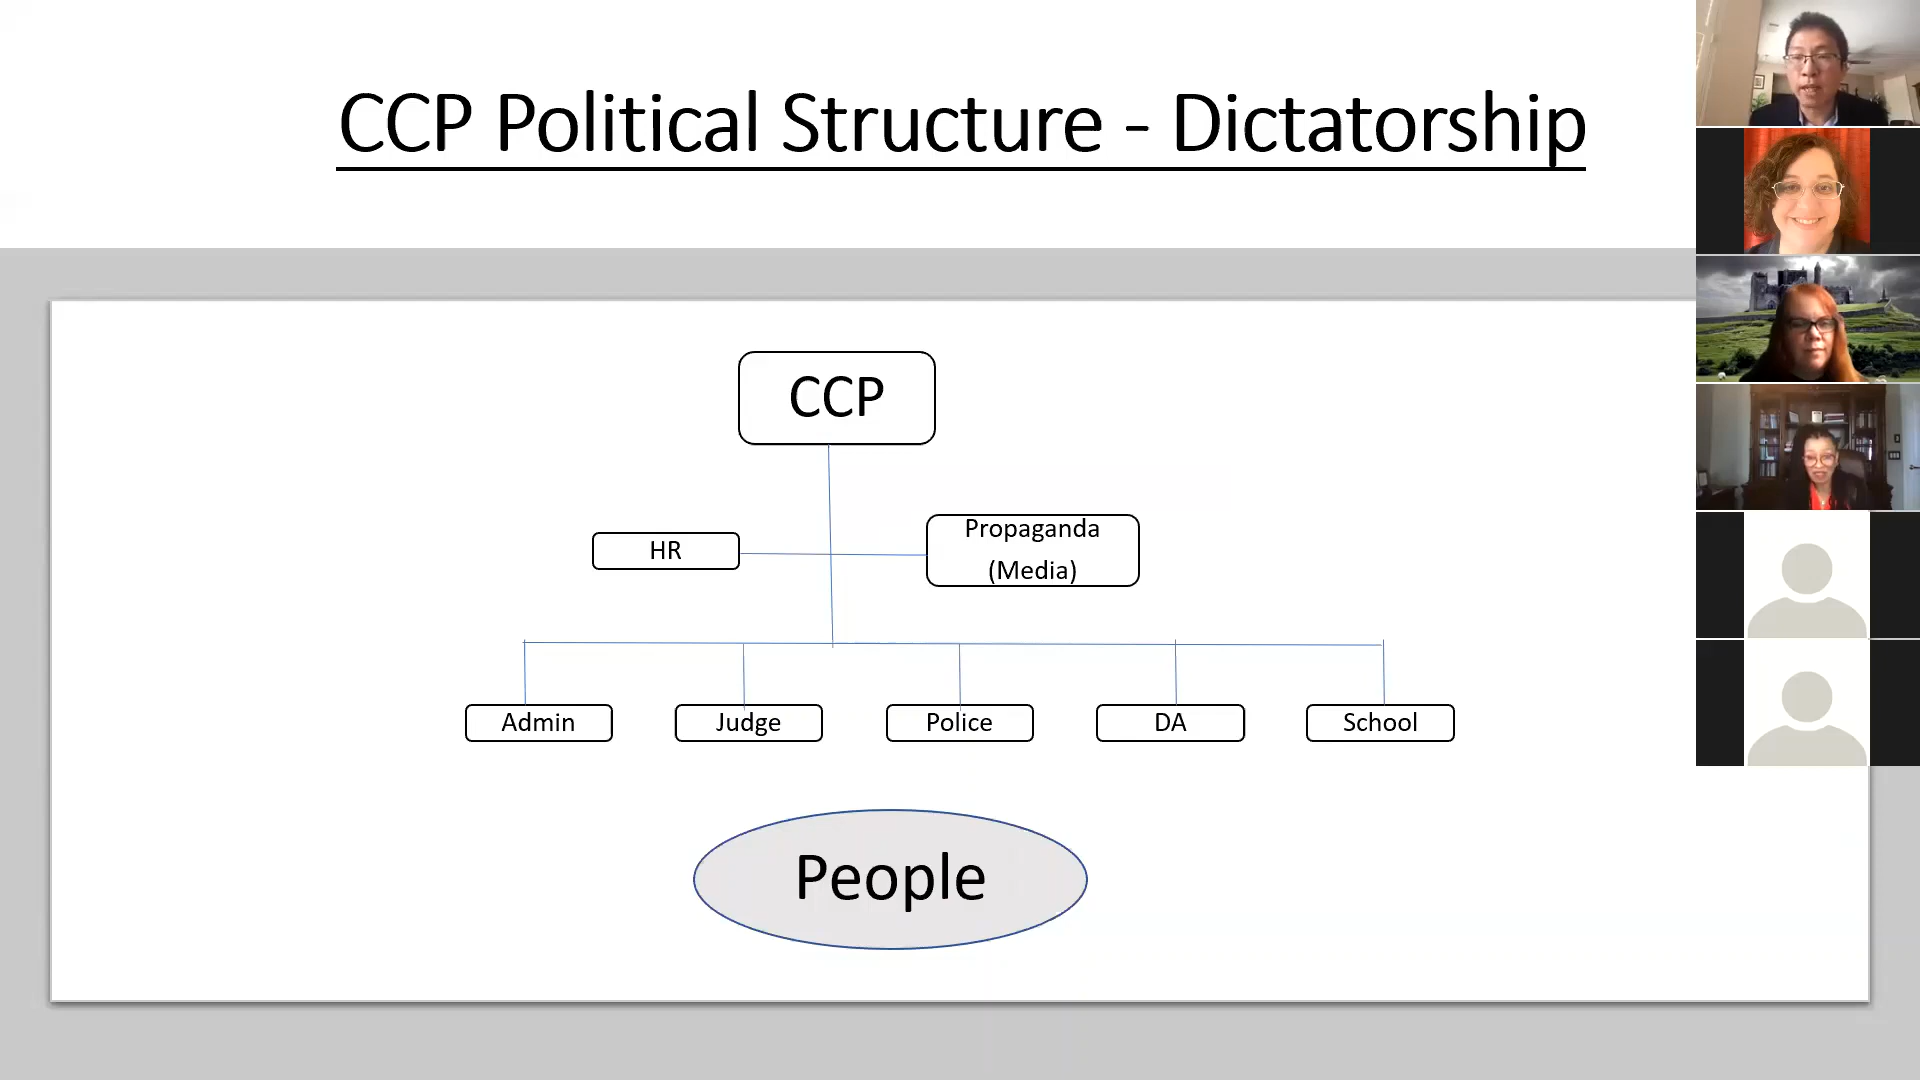 CCP Political Structure - Dictatorship
CCP
HR
Propaganda
(Media)
Admin
Judge
Police
DA
School
People